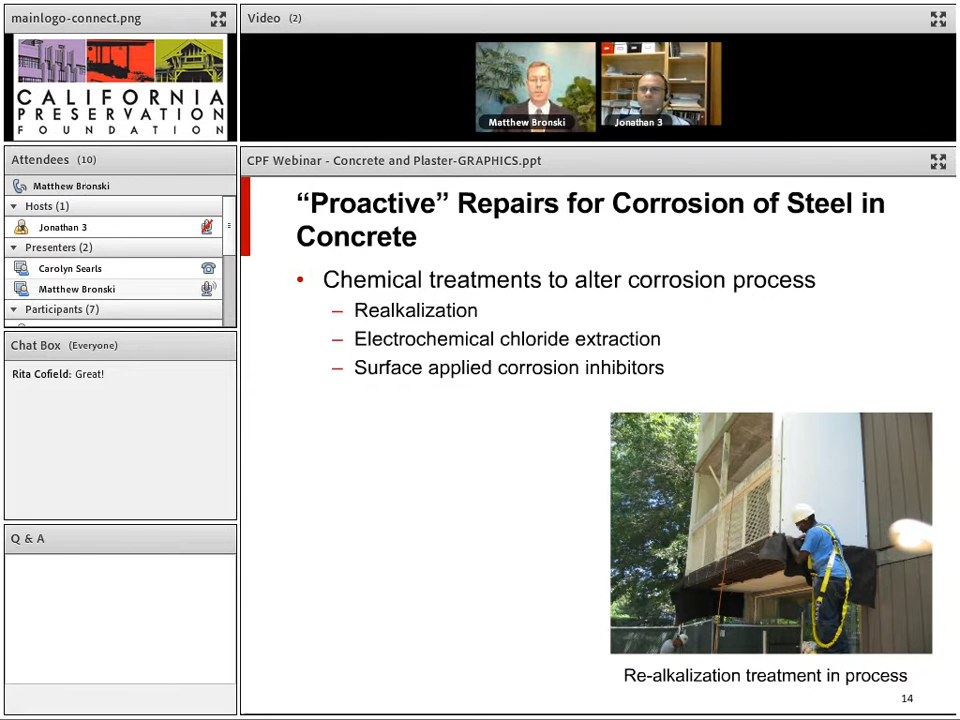 mainlogo-connect.png
CALIFORNIA
PRESERVATION
FOUNDATION
Video (2)
Matthew Bronski
Jonathan 3
Attendees (10)
Matthew Bronski
Hosts (1)
Jonathan 3
Presenters (2)
Carolyn Searls
Matthew Bronski
Participants (7)
Chat Box (Everyone)
Rita Cofield: Great!
Q & A
CPF Webinar - Concrete and Plaster-GRAPHICS.ppt
“Proactive” Repairs for Corrosion of Steel in
Concrete
• Chemical treatments to alter corrosion process
– Realkalization
– Electrochemical chloride extraction
– Surface applied corrosion inhibitors
Re-alkalization treatment in process
14